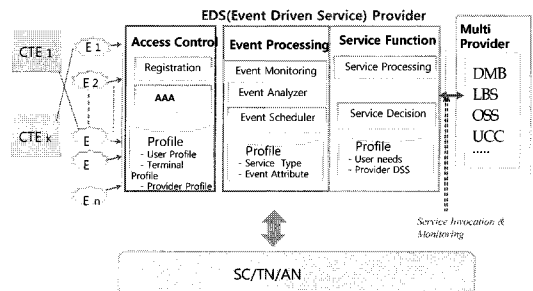 EDS(Event Driven Service) Provider
CTE 1
CTE k
E 1
E 2
E
E
E n
Access Control
Registration
AAA
Profile
- User Profile
- Terminal
Profile
- Provider Profile
Event Processing
Event Monitoring
Event Analyzer
Event Scheduler
Profile
- Service Type
- Event Attribute
Service Function
Service Processing
Service Decision
Profile
- User needs
- Provider DSS
Multi
Provider
DMB
LBS
OSS
UCC
.....
Service Invocation &
Monitoring
SC/TN/AN